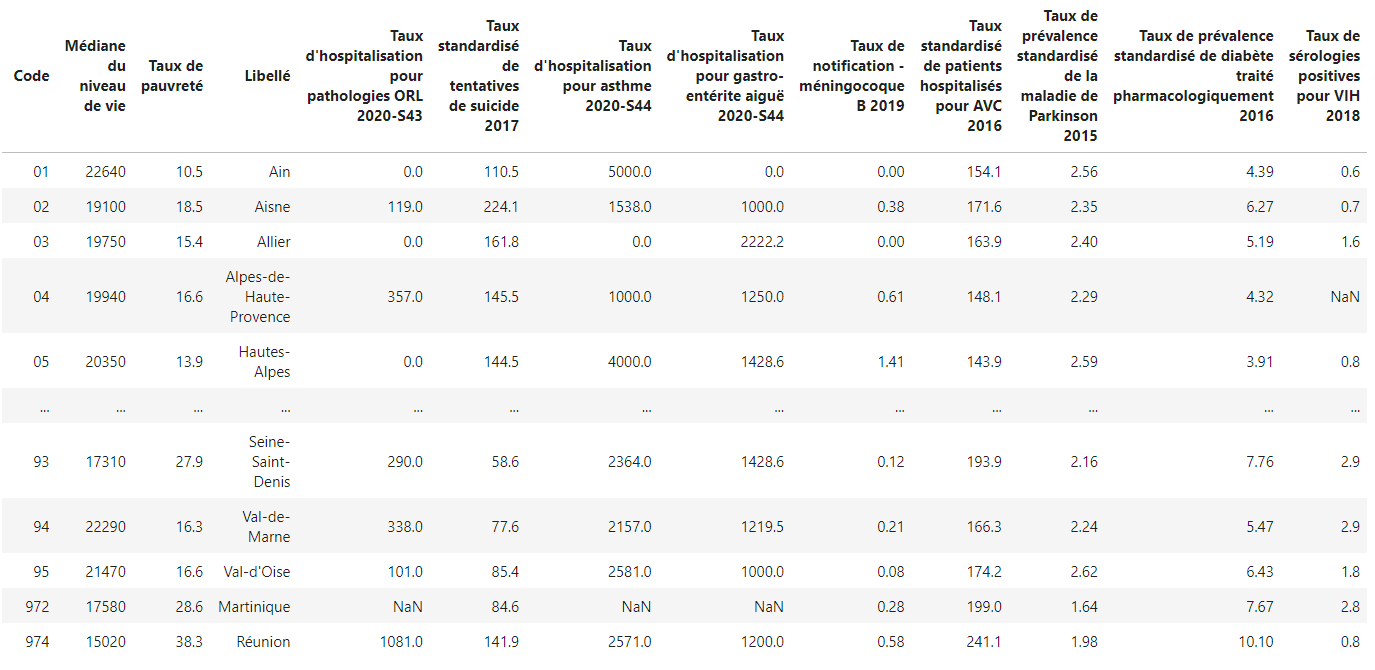 Code Médiane du niveau de vie Taux de pauvreté Libellé Taux d'hospitalisation pour pathologies ORL 2020-S43 Taux standardisé de tentatives de suicide 2017 Taux d'hospitalisation pour asthme 2020-S44 Taux d'hospitalisation pour gastro-entérite aiguë 2020-S44 Taux de notification - méningocoque B 2019 Taux standardisé de patients hospitalisés pour AVC 2016 Taux de prévalence standardisé de la maladie de Parkinson 2015 Taux de prévalence standardisé de diabète traité pharmacologiquement 2016 Taux de sérologies positives pour VIH 2018
01 22640 10.5 Ain 0.0 110.5 5000.0 0.0 0.00 154.1 2.56 4.39 0.6
02 19100 18.5 Aisne 119.0 224.1 1538.0 1000.0 0.38 171.6 2.35 6.27 0.7
03 19750 15.4 Allier 0.0 161.8 0.0 2222.2 0.00 163.9 2.40 5.19 1.6
04 19940 16.6 Alpes-de-Haute-Provence 357.0 145.5 1000.0 1250.0 0.61 148.1 2.29 4.32 NaN
05 20350 13.9 Hautes-Alpes 0.0 144.5 4000.0 1428.6 1.41 143.9 2.59 3.91 0.8
... ... ... ... ... ... ... ... ... ... ... ... ...
93 17310 27.9 Seine-Saint-Denis 290.0 58.6 2364.0 1428.6 0.12 193.9 2.16 7.76 2.9
94 22290 16.3 Val-de-Marne 338.0 77.6 2157.0 1219.5 0.21 166.3 2.24 5.47 2.9
95 21470 16.6 Val-d'Oise 101.0 85.4 2581.0 1000.0 0.08 174.2 2.62 6.43 1.8
972 17580 28.6 Martinique NaN 84.6 NaN NaN 0.28 199.0 1.64 7.67 2.8
974 15020 38.3 Réunion 1081.0 141.9 2571.0 1200.0 0.58 241.1 1.98 10.10 0.8